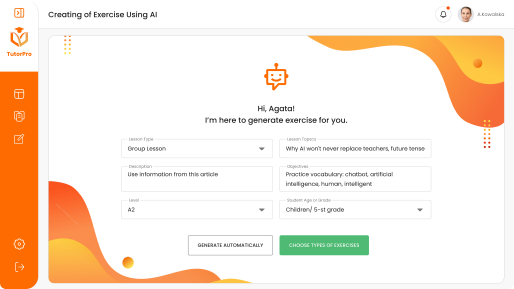 Creating of Exercise Using AI
A.Kowalska
TutorPro
Hi, Agata!
I'm here to generate exercise for you.
Lesson Type
Group Lesson
Lesson Topics
Why AI won't never replace teachers, future tense
Description
Use information from this article
Objectives
Practice vocabulary: chatbot, artificial
intelligence, human, intelligent
Level
A2
Student Age or Grade
Children/ 5-st grade
GENERATE AUTOMATICALLY
CHOOSE TYPES OF EXERCISES